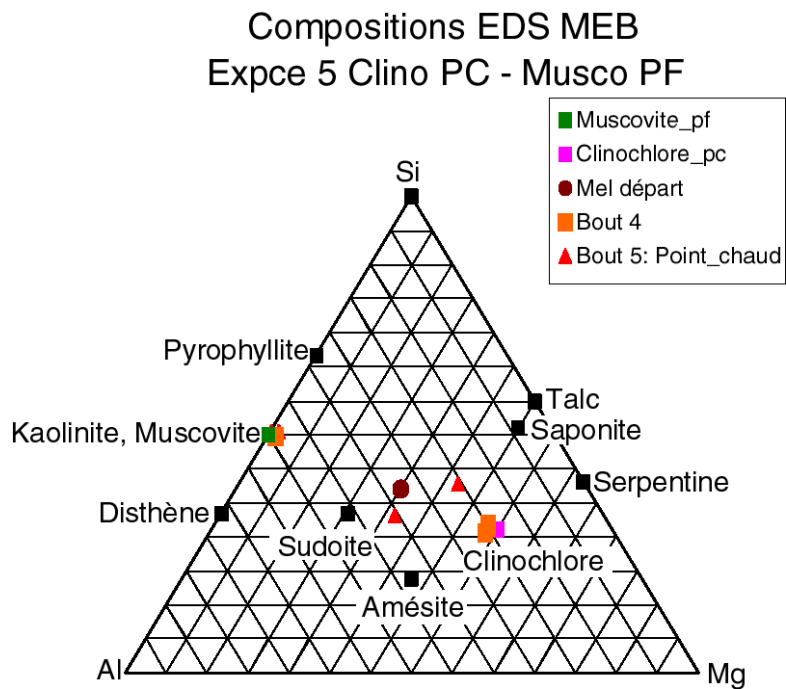 Compositions EDS MEB
Expce 5 Clino PC - Musco PF
Muscovite_pf
Clinochlore_pc
Mel départ
Bout 4
Bout 5: Point_chaud
Si
Pyrophyllite
Talc
Kaolinite, Muscovite
Saponite
Serpentine
Disthène
Sudoite
Clinochlore
Amésite
Al
Mg